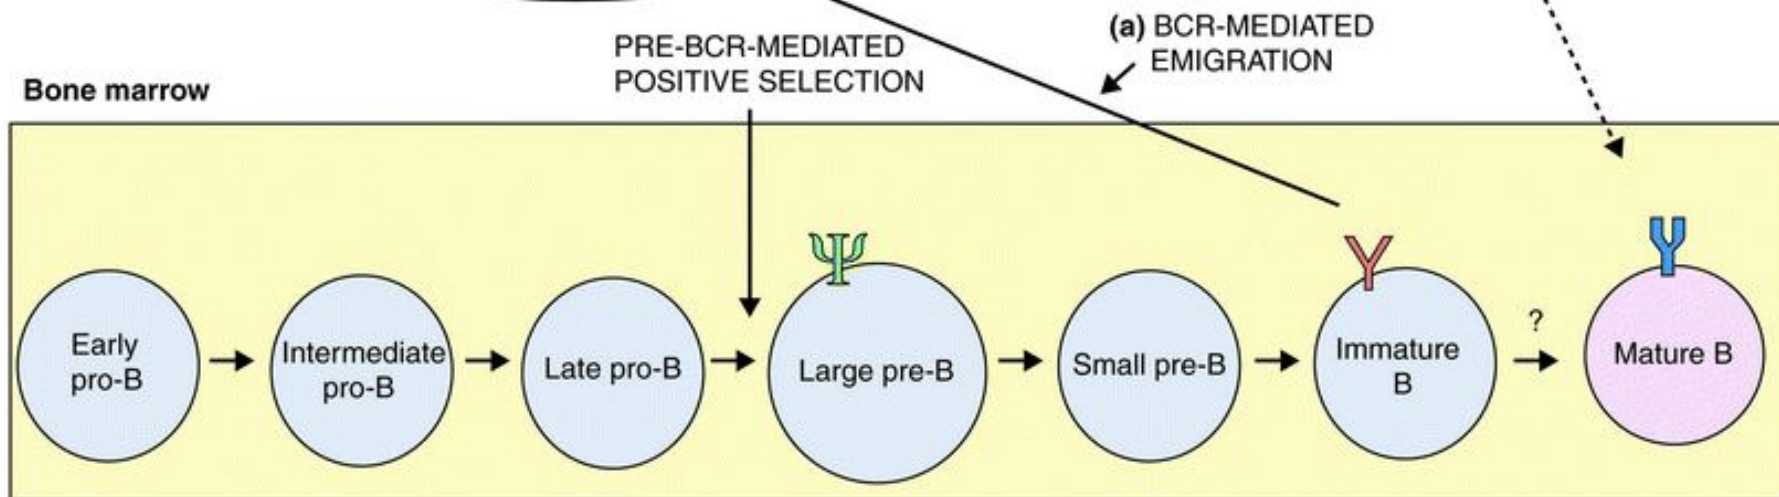 (a) BCR-MEDIATED
EMIGRATION
PRE-BCR-MEDIATED
POSITIVE SELECTION
Bone marrow
Ψ
Y
?
Early
pro-B
Intermediate
pro-B
Late pro-B
Large pre-B
Small pre-B
Immature
B
Mature B